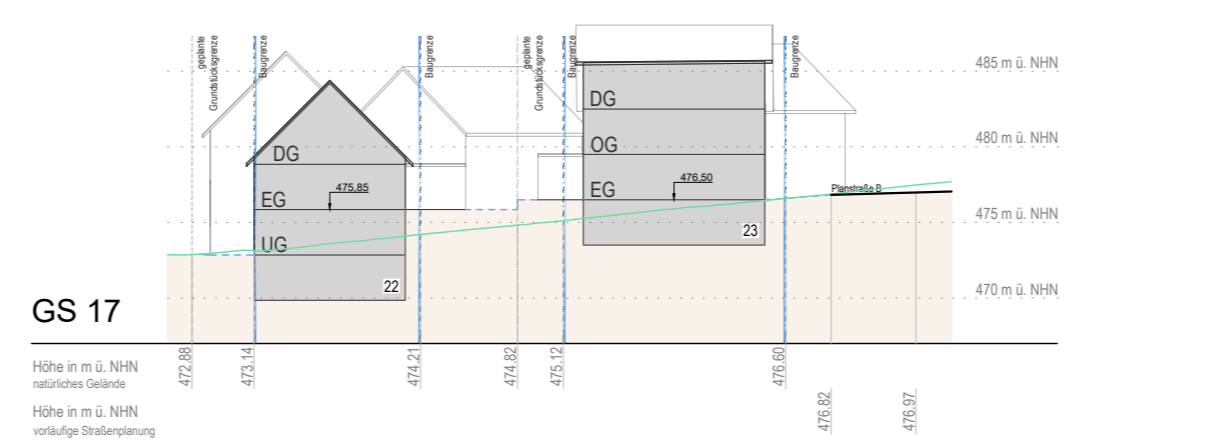 geplante
Grundstücksgrenze
Baugrenze
Baugrenze
geplante
Grundstücksgrenze
Baugrenze
Baugrenze
485 m ü. NHN
DG
480 m ü. NHN
OG
DG
EG
475,85
EG
476,50
Planstraße B
475 m ü. NHN
UG
23
22
470 m ü. NHN
GS 17
Höhe in m ü. NHN
natürliches Gelände
472.88
473.14
474.21
474.82
475.12
476.60
Höhe in m ü. NHN
vorläufige Straßenplanung
476.82
476.97